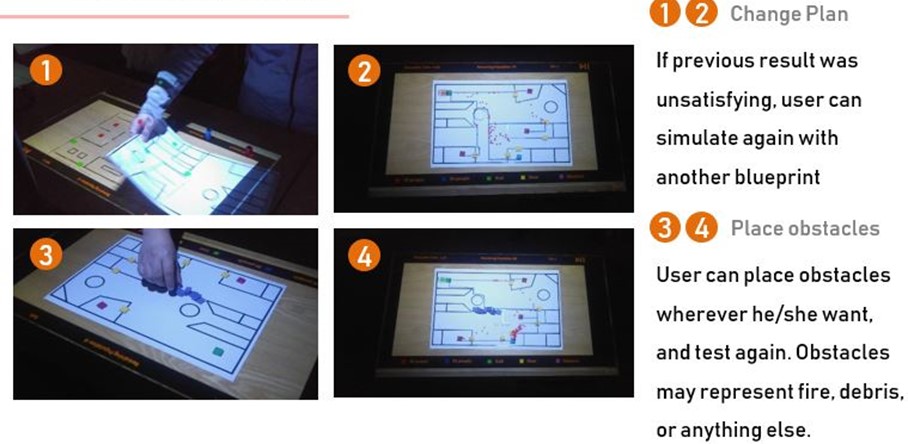 1 2 Change Plan
If previous result was
unsatisfying, user can
simulate again with
another blueprint
3 4 Place obstacles
User can place obstacles
wherever he/she want,
and test again. Obstacles
may represent fire, debris,
or anything else.
1
2
3
4